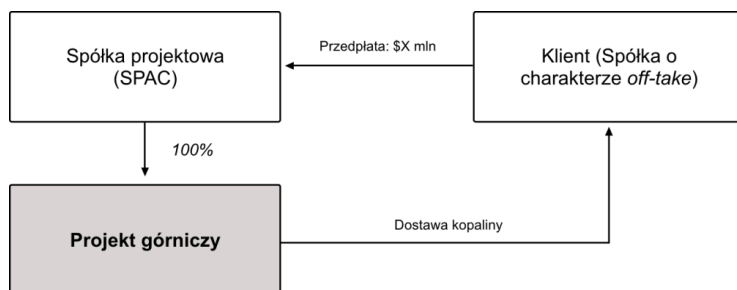 Spółka projektowa
(SPAC)
Przedpłata: $X mln
Klient (Spółka o
charakterze off-take)
100%
Projekt górniczy
Dostawa kopaliny